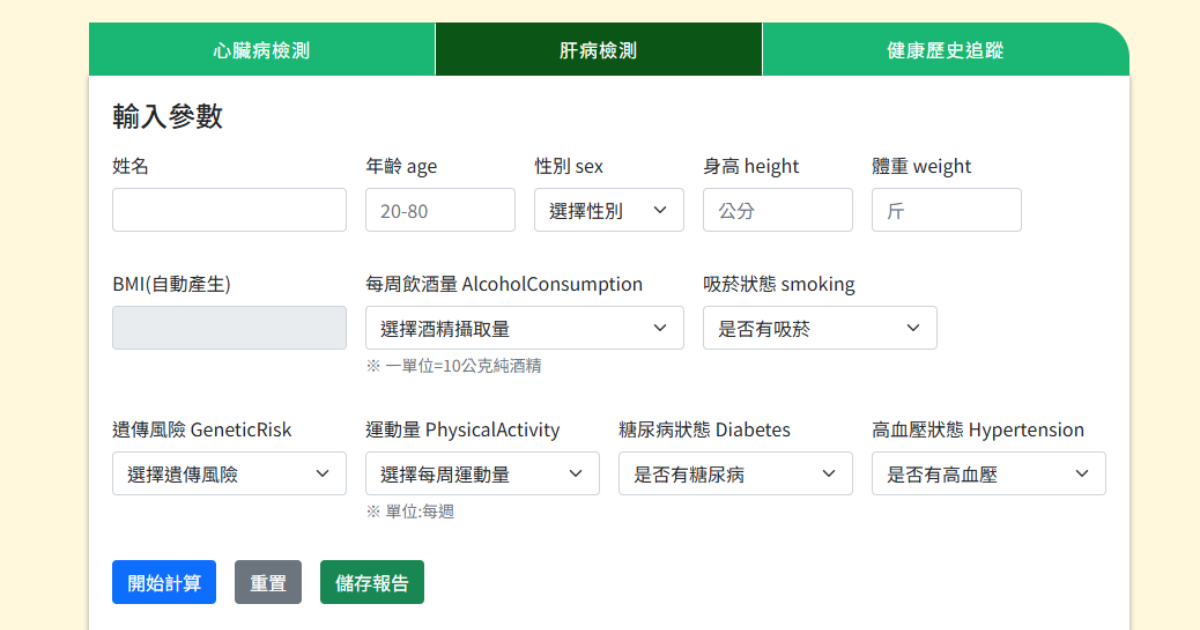 心臟病檢測 肝病檢測 健康歷史追蹤
輸入參數
姓名 年齡 age 性別 sex 身高 height 體重 weight
20-80 選擇性別 公分 斤
BMI(自動產生) 每周飲酒量 AlcoholConsumption 吸菸狀態 smoking
選擇酒精攝取量 是否有吸菸
※ 一單位=10公克純酒精
遺傳風險 GeneticRisk 運動量 PhysicalActivity 糖尿病狀態 Diabetes 高血壓狀態 Hypertension
選擇遺傳風險 選擇每周運動量 是否有糖尿病 是否有高血壓
※ 單位:每週
開始計算 重置 儲存報告